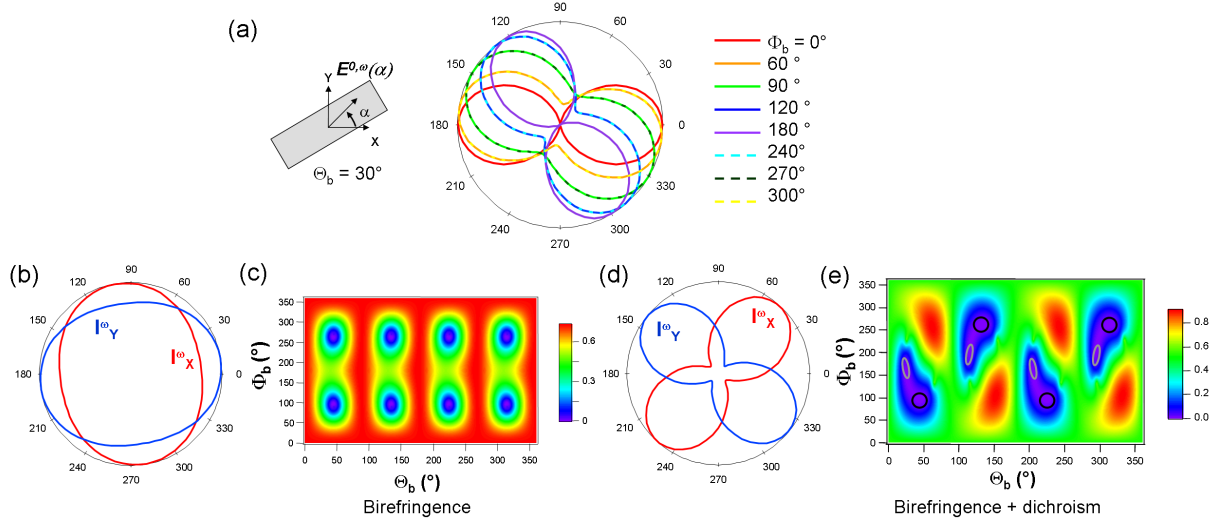 (a)
Y
E^{0,ω}(α)
α
X
Θb = 30°
90
120
60
150
30
180
0
210
330
240
300
270
Φb = 0°
60 °
90 °
120 °
180 °
240°
270°
300°
(b)
90
120
60
150
30
I^ω_Y
I^ω_X
180
0
210
330
240
300
270
(c)
Φb (°)
350
300
250
200
150
100
50
0
0 50 100 150 200 250 300 350
Θb (°)
0.6
0.3
0
Birefringence
(d)
90
120
60
150
30
I^ω_Y
I^ω_X
180
0
210
330
240
300
270
(e)
Φb (°)
350
300
250
200
150
100
50
0
0 50 100 150 200 250 300 350
Θb (°)
0.8
0.6
0.4
0.2
0.0
Birefringence + dichroism